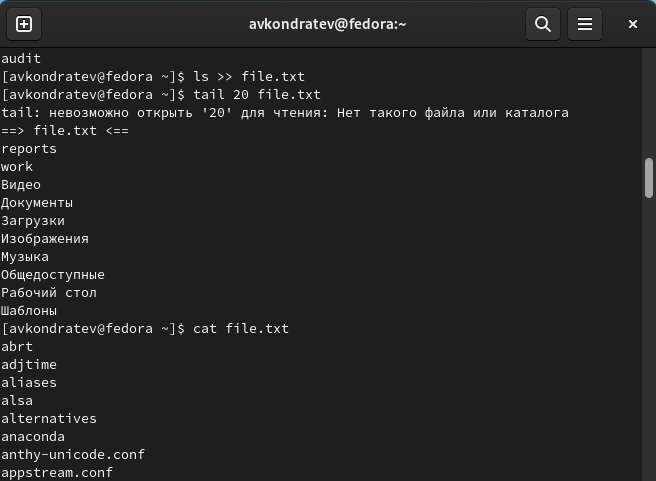 avkondratev@fedora:~
audit
[avkondratev@fedora ~]$ ls >> file.txt
[avkondratev@fedora ~]$ tail 20 file.txt
tail: невозможно открыть '20' для чтения: Нет такого файла или каталога
==> file.txt <==
reports
work
Видео
Документы
Загрузки
Изображения
Музыка
Общедоступные
Рабочий стол
Шаблоны
[avkondratev@fedora ~]$ cat file.txt
abrt
adjtime
aliases
alsa
alternatives
anaconda
anthy-unicode.conf
appstream.conf